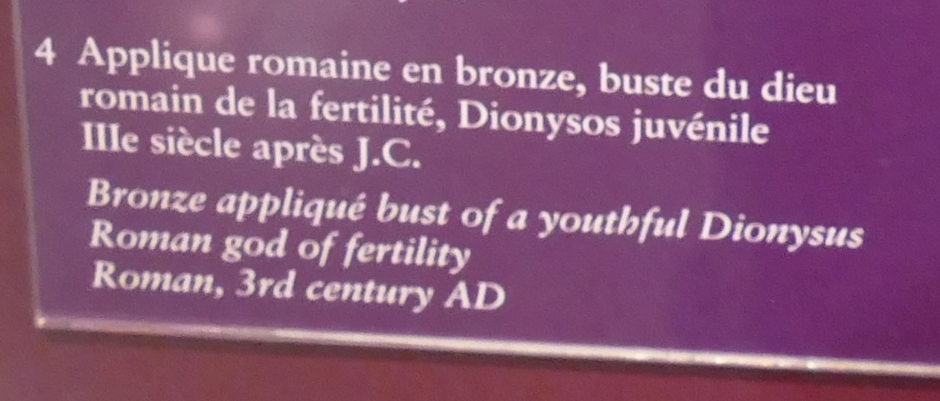 4 Applique romaine en bronze, buste du dieu
romain de la fertilité, Dionysos juvénile
IIIe siècle après J.C.
Bronze appliqué bust of a youthful Dionysus
Roman god of fertility
Roman, 3rd century AD